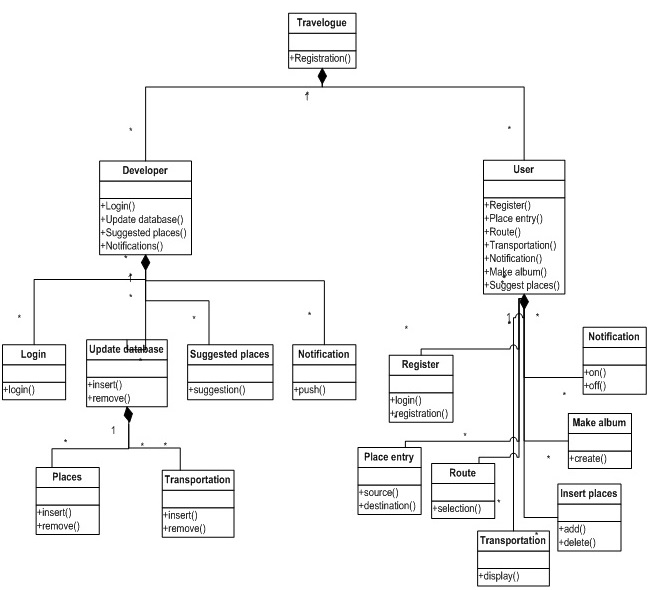 Travelogue
+Registration()
1
*
*
Developer
+Login()
+Update database()
+Suggested places()
+Notifications()
User
+Register()
+Place entry()
+Route()
+Transportation()
+Notification()
+Make album()
+Suggest places()
*
1
*
*
*
*
Login
+login()
Update database
*
+insert()
+remove()
Suggested places
+suggestion()
Notification
+push()
1
*
*
*
Places
+insert()
+remove()
Transportation
+insert()
+remove()
*
1
*
*
*
Notification
+on()
+off()
Register
+login()
+registration()
*
Make album
+create()
*
*
Place entry
+source()
+destination()
Route
+selection()
*
Insert places
+add()
+delete()
*
Transportation
+display()